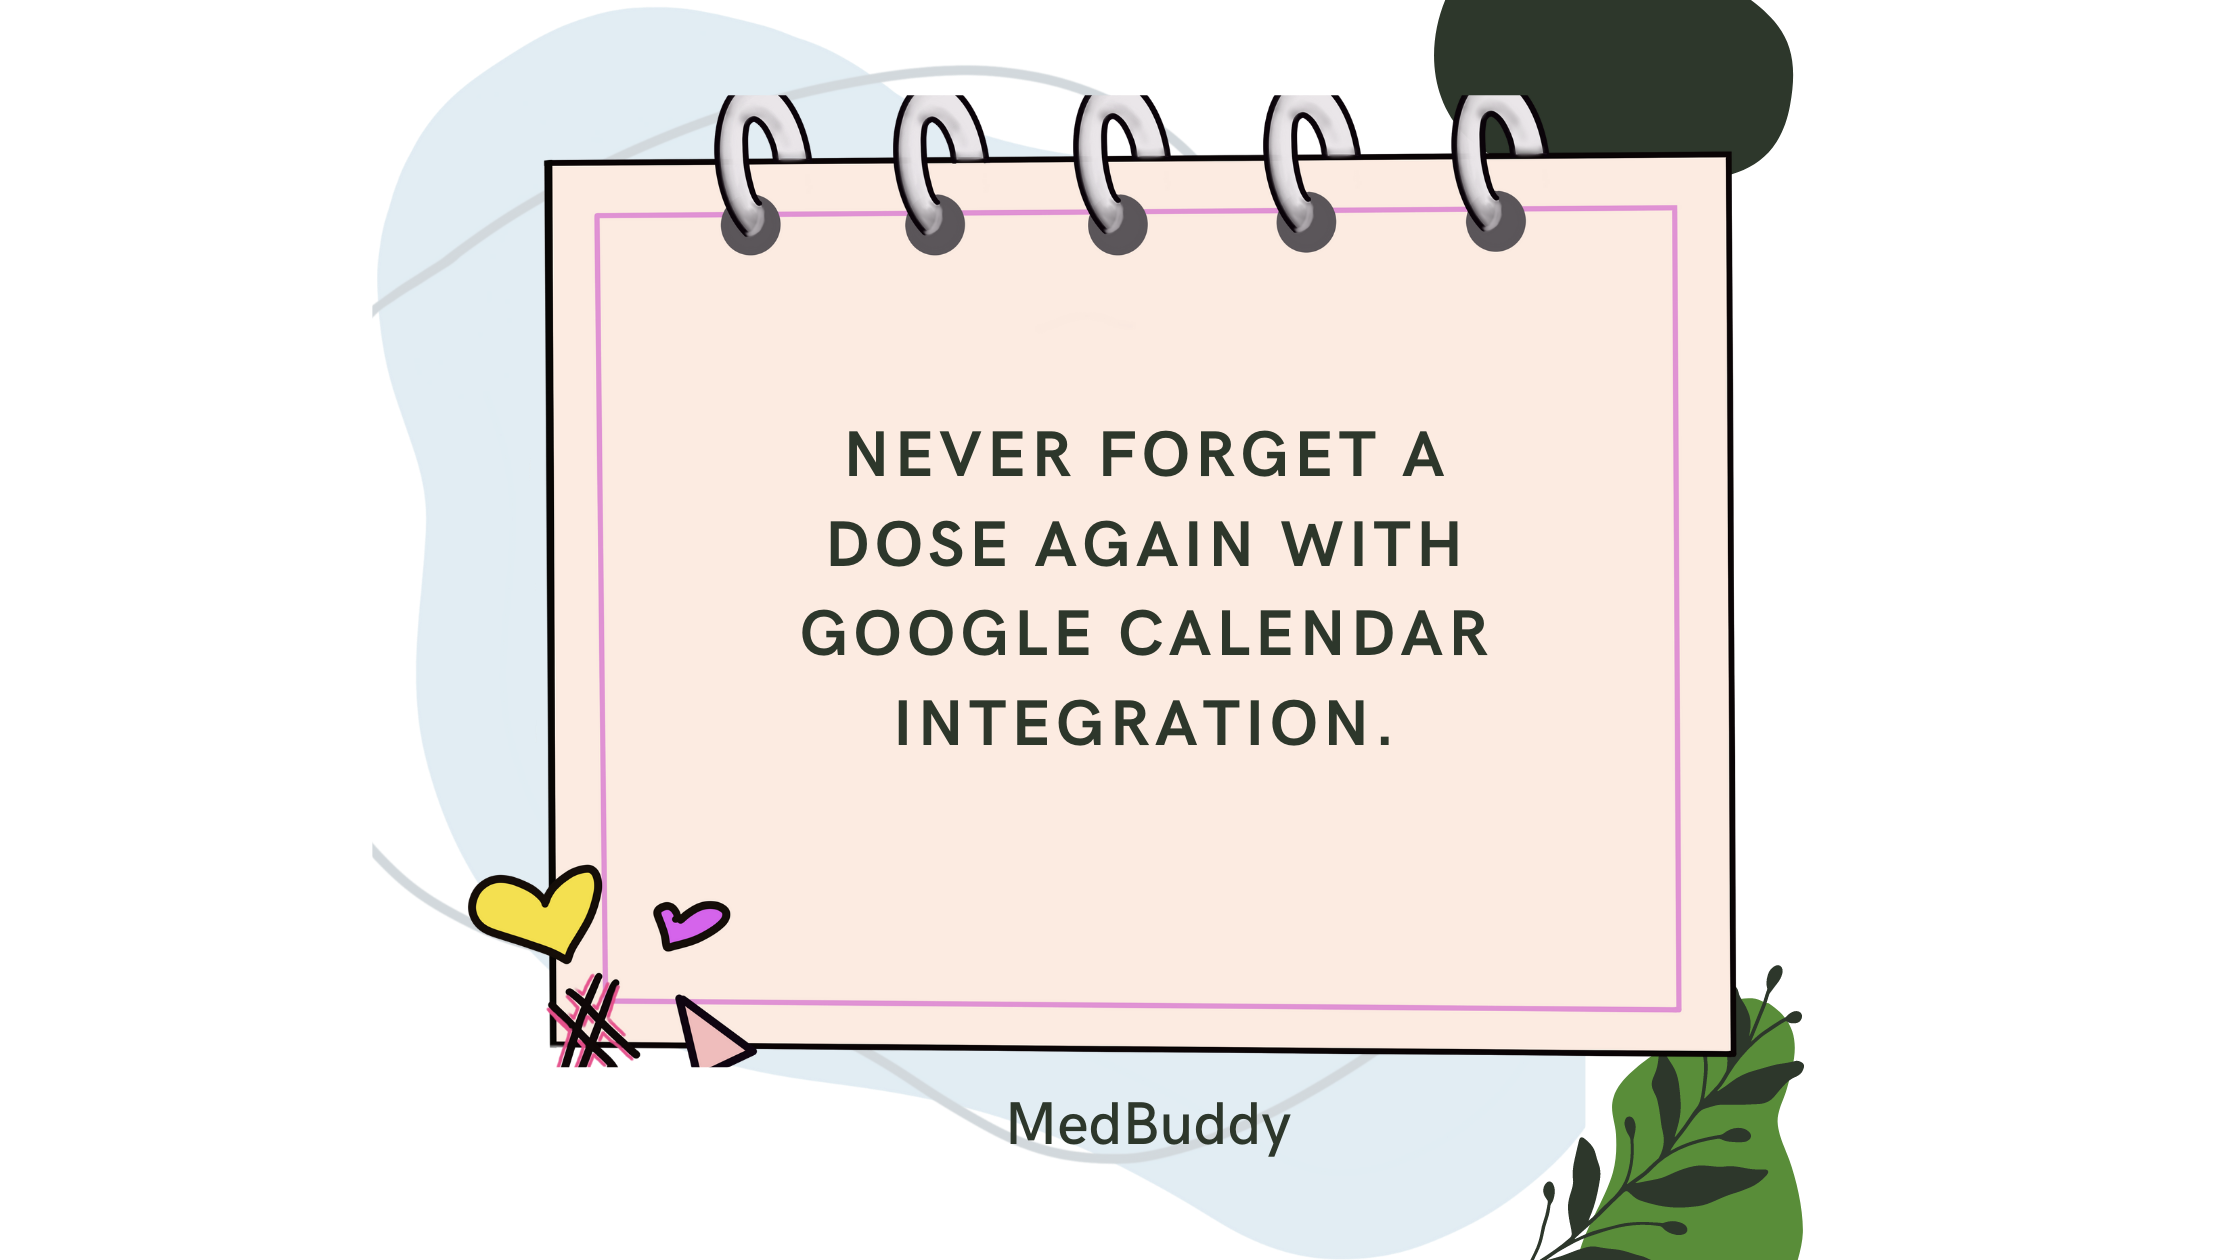 NEVER FORGET A
DOSE AGAIN WITH
GOOGLE CALENDAR
INTEGRATION.
MedBuddy